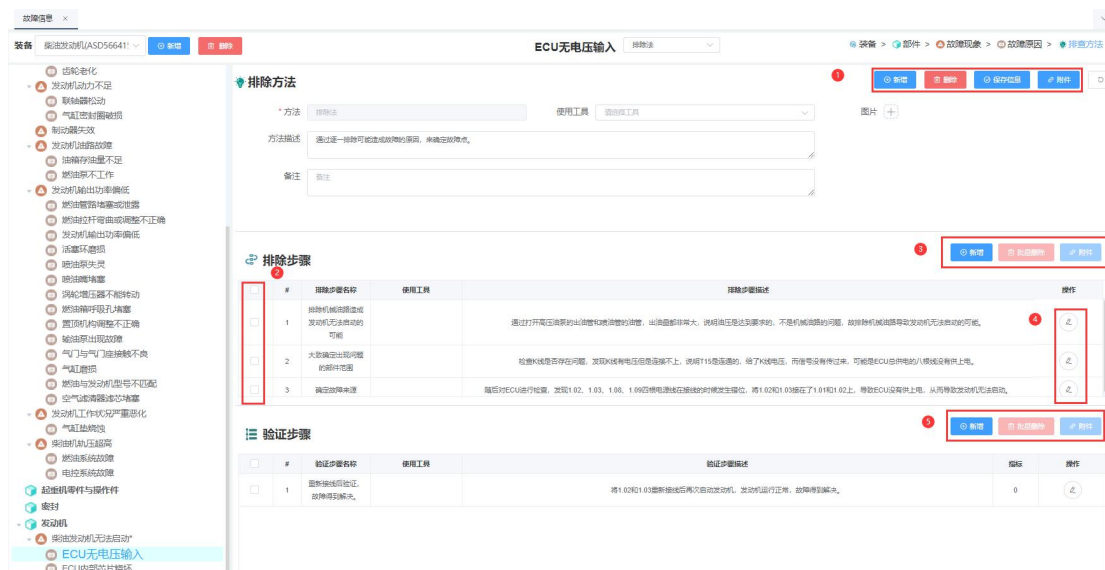 故障信息 ×
装备 柴油发动机(ASD56641! 新增 删除 ECU无电压输入 排除法 装备 > 部件 > 故障现象 > 故障原因 > 排查方法
齿轮老化
发动机动力不足
联轴器松动
气缸密封圈破损
制动器失效
发动机油路故障
油箱存油量不足
燃油泵不工作
发动机输出功率偏低
燃油管路堵塞或泄露
燃油拉杆弯曲或调整不正确
发动机输出功率偏低
活塞环磨损
喷油泵失灵
喷油嘴堵塞
涡轮增压器不能转动
燃油箱呼吸孔堵塞
置顶机构调整不正确
输油泵出现故障
气门与气门座接触不良
气缸磨损
燃油与发动机型号不匹配
空气滤清器滤芯堵塞
发动机工作状况严重恶化
气缸垫烧蚀
柴油机轨压超高
燃油系统故障
电控系统故障
起重机零件与操作件
密封
发动机
柴油发动机无法启动*
ECU无电压输入
ECU内部芯片损坏
排除方法 1 新增 删除 保存信息 附件
* 方法 排除法 使用工具 请选择工具 图片 +
方法描述 通过逐一排除可能造成故障的原因，来确定故障点。
备注 备注
排除步骤 3 新增 批量删除 附件
2
# 排除步骤名称 使用工具 排除步骤描述 操作
1 排除机械油路造成发动机无法启动的可能 通过打开高压油泵的出油管和喷油管的油管，出油量都非常大，说明油压是达到要求的，不是机械油路的问题，故排除机械油路导致发动机无法启动的可能。 4
2 大致确定出现问题的部件范围 检查K线是否存在问题，发现K线有电压但是连接不上，说明T15是连通的，给了K线电压，而信号没有传过来，可能是ECU总供电的八根线没有供上电。
3 确定故障来源 随后对ECU进行检查，发现1.02、1.03、1.08、1.09四根电源线在接线的时候发生错位，将1.02和1.03接在了1.01和1.02上，导致ECU没有供上电，从而导致发动机无法启动。
验证步骤 5 新增 批量删除 附件
# 验证步骤名称 使用工具 验证步骤描述 指标 操作
1 重新接线后验证，故障得到解决。 将1.02和1.03重新接线后再次启动发动机，发动机运行正常，故障得到解决。 0